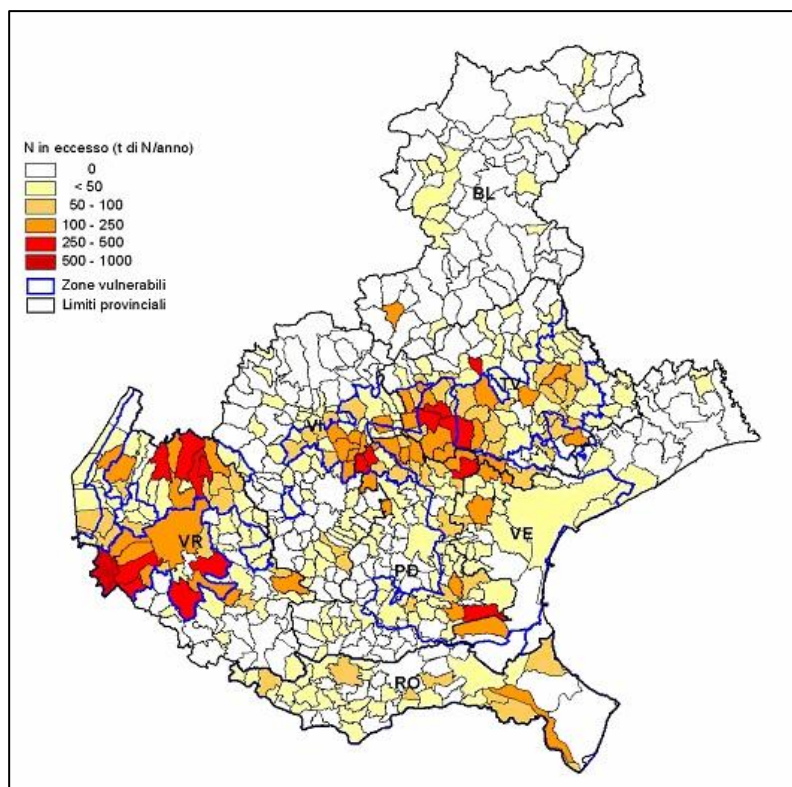 N in eccesso (t di N/anno)
0
< 50
50 - 100
100 - 250
250 - 500
500 - 1000
Zone vulnerabili
Limiti provinciali
BL
TV
VI
VR
VE
PD
RO